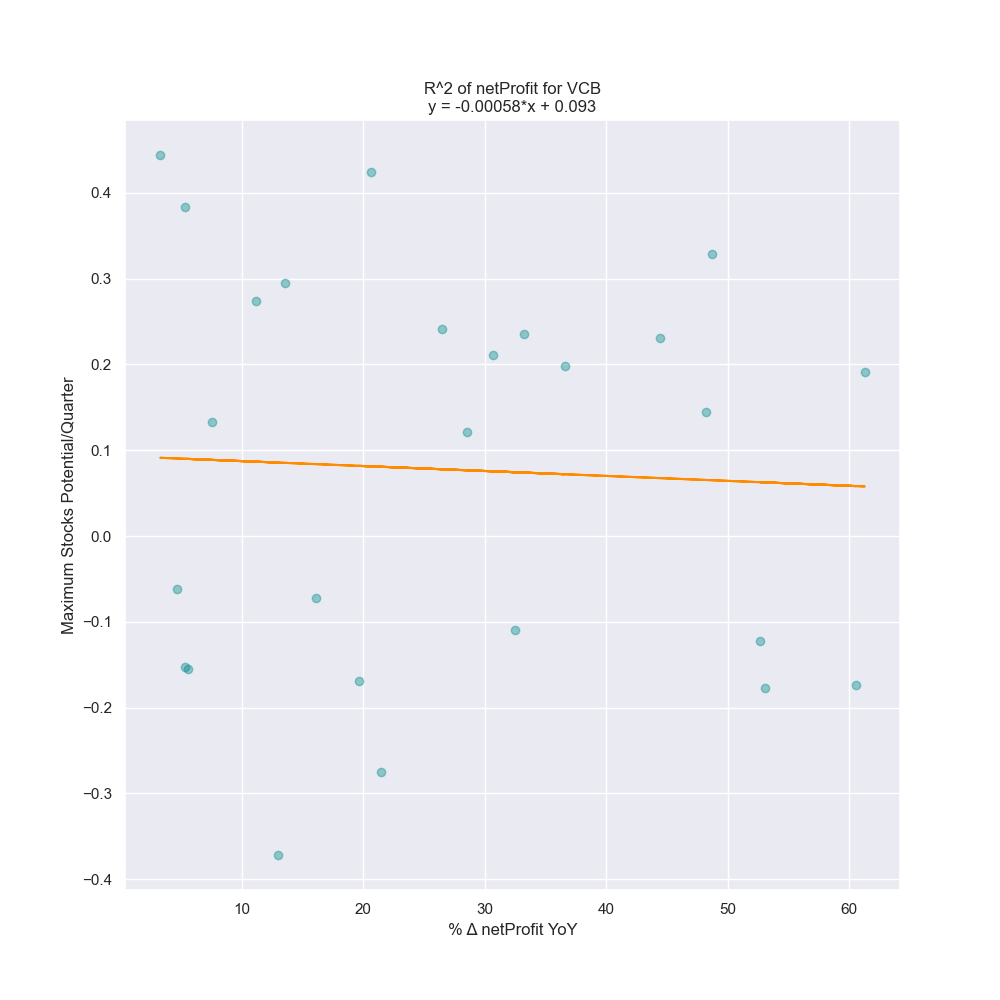 R^2 of netProfit for VCB
y = -0.00058*x + 0.093
Maximum Stocks Potential/Quarter
0.4
0.3
0.2
0.1
0.0
−0.1
−0.2
−0.3
−0.4
10 20 30 40 50 60
% Δ netProfit YoY